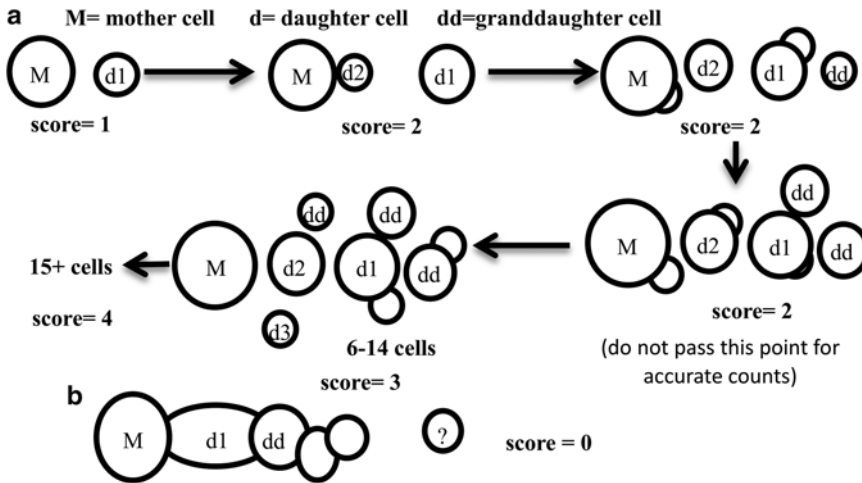 a
M= mother cell d= daughter cell dd=granddaughter cell
M d1 M d2 d1 M d2 d1 dd
score= 1 score= 2 score= 2
dd dd dd
M d2 d1 dd M d2 d1 dd
15+ cells
score= 4 d3 score= 2
6-14 cells (do not pass this point for
accurate counts)
score= 3
b
M d1 dd ? score = 0